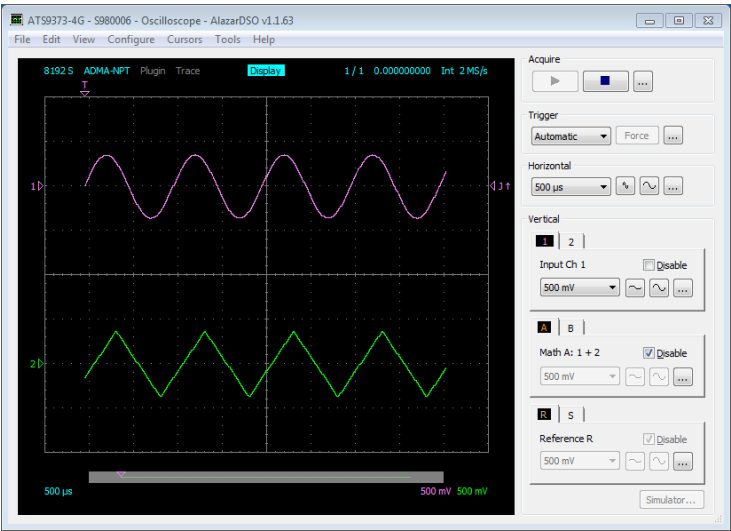 ATS9373-4G - S980006 - Oscilloscope - AlazarDSO v1.1.63
File Edit View Configure Cursors Tools Help
8192 S ADMA-NPT Plugin Trace Display 1 / 1 0.000000000 Int 2 MS/s
T
1
J↑
2
500 µs 500 mV 500 mV
Acquire
...
Trigger
Automatic Force ...
Horizontal
500 µs ...
Vertical
1 2
Input Ch 1 Disable
500 mV ...
A B
Math A: 1 + 2 Disable
500 mV ...
R S
Reference R Disable
500 mV ...
Simulator...